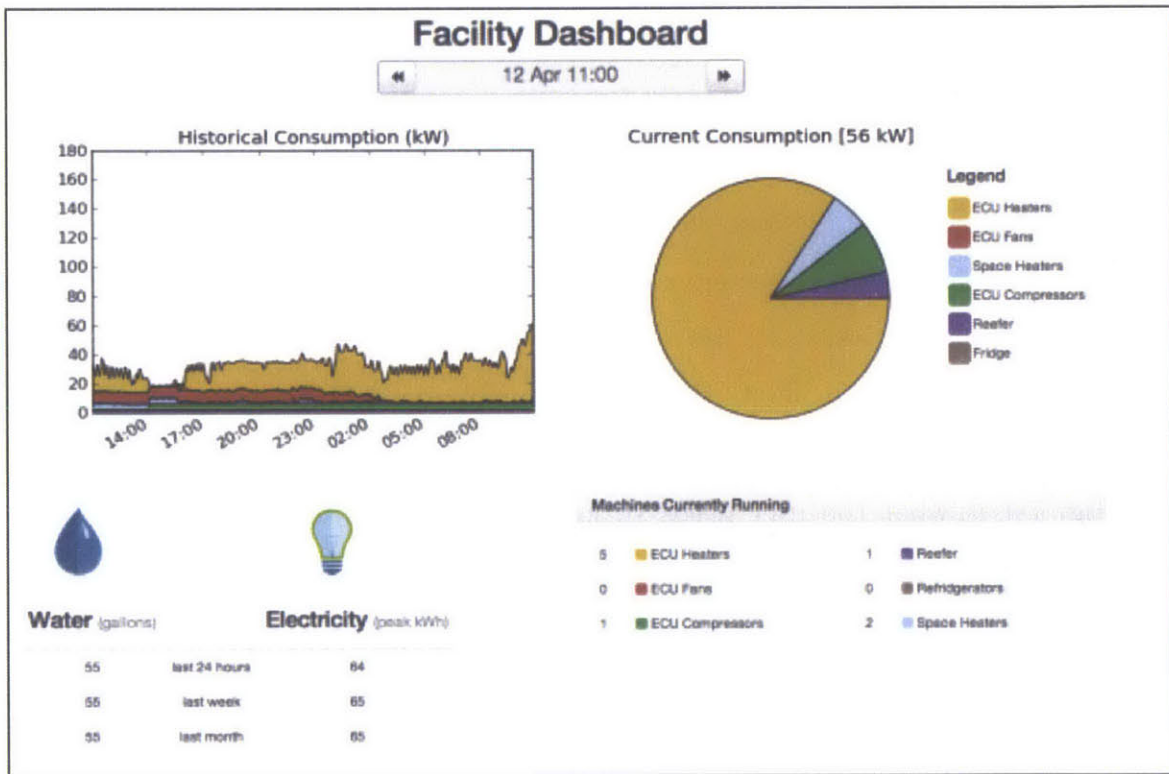 Facility Dashboard
12 Apr 11:00
Historical Consumption (kW)
180
160
140
120
100
80
60
40
20
0
14:00 17:00 20:00 23:00 02:00 05:00 08:00
Current Consumption [56 kW]
Legend
ECU Heaters
ECU Fans
Space Heaters
ECU Compressors
Reefer
Fridge
Water (gallons) Electricity (peak kWh)
55 last 24 hours 64
55 last week 65
55 last month 65
Machines Currently Running
5 ECU Heaters 1 Reefer
0 ECU Fans 0 Refridgerators
1 ECU Compressors 2 Space Heaters